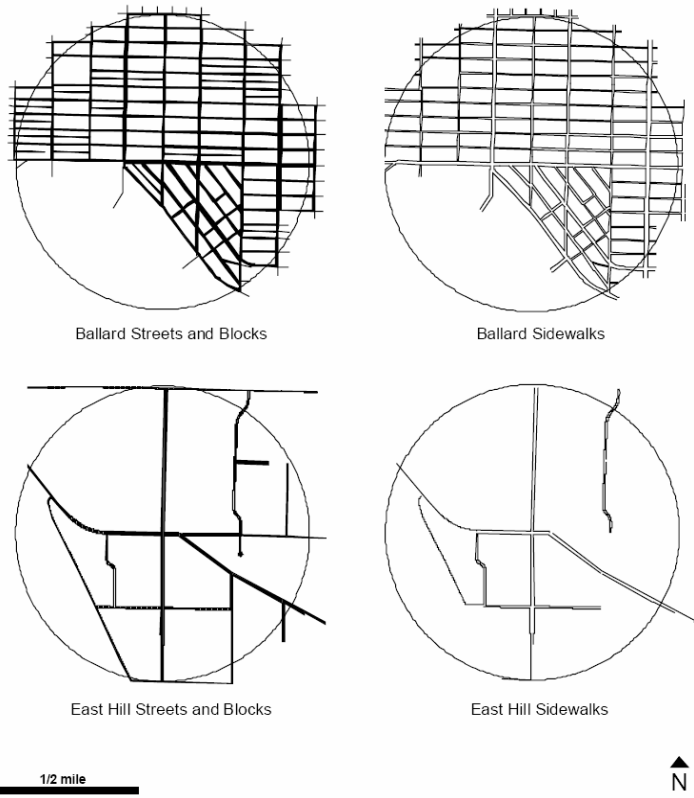 Ballard Streets and Blocks
Ballard Sidewalks
East Hill Streets and Blocks
East Hill Sidewalks
1/2 mile
N